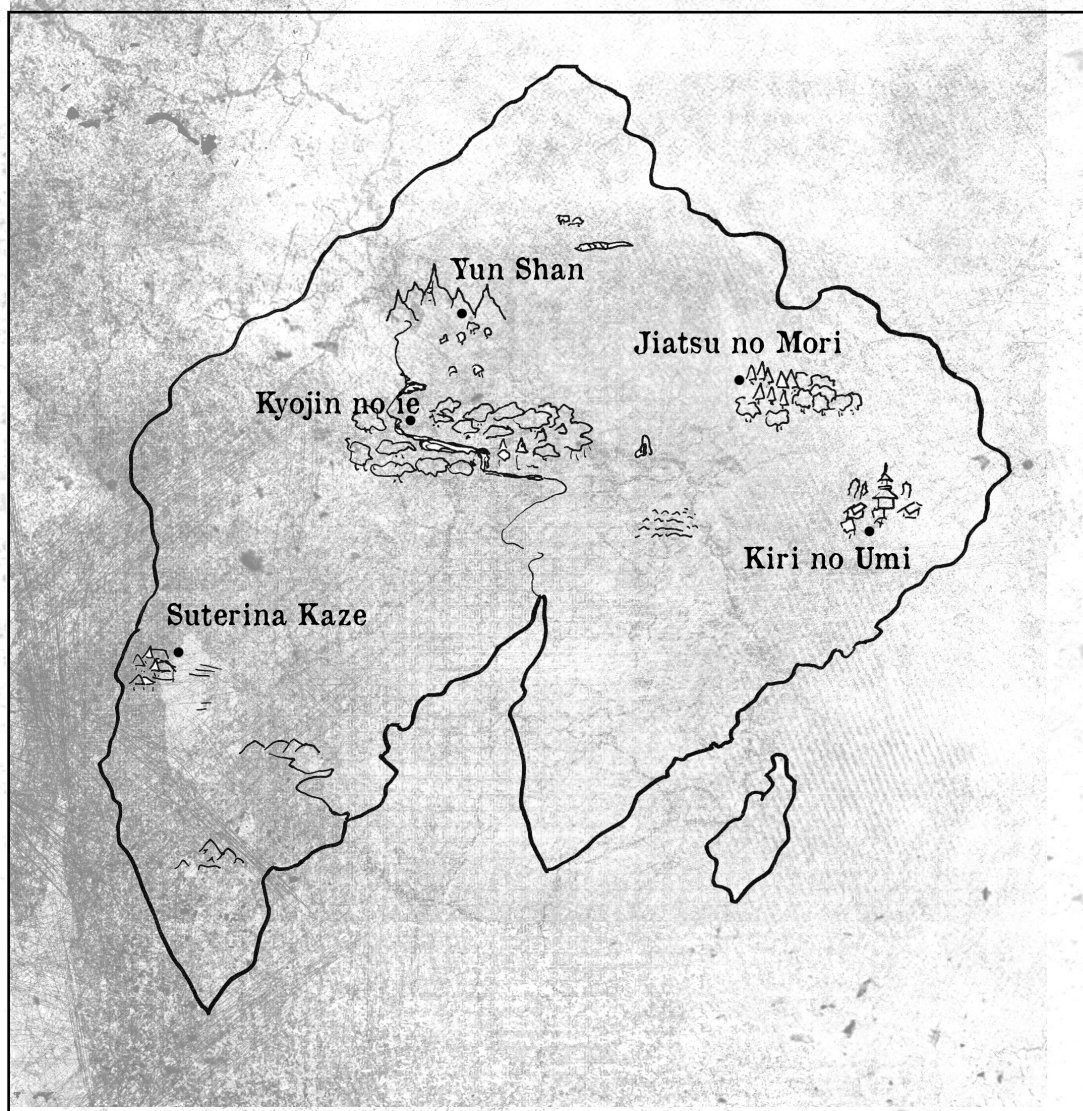 Yun Shan
Jiatsu no Mori
Kyojin no ie
Kiri no Umi
Suterina Kaze